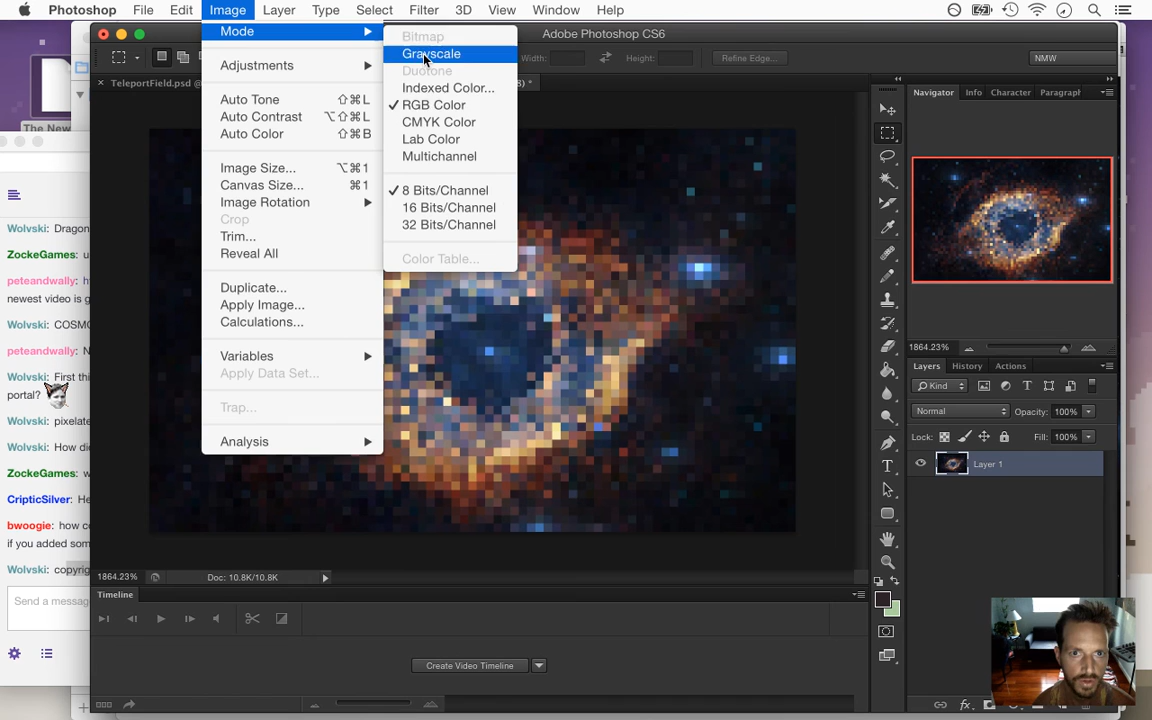 Photoshop File Edit Image Layer Type Select Filter 3D View Window Help
Adobe Photoshop CS6
Width: Height: Refine Edge... NMW
TeleportField.psd @
8) *
Mode
Adjustments
Auto Tone ⇧⌘L
Auto Contrast ⌥⇧⌘L
Auto Color ⇧⌘B
Image Size... ⌥⌘1
Canvas Size... ⌘1
Image Rotation
Crop
Trim...
Reveal All
Duplicate...
Apply Image...
Calculations...
Variables
Apply Data Set...
Trap...
Analysis
Bitmap
Grayscale
Duotone
Indexed Color...
✓ RGB Color
CMYK Color
Lab Color
Multichannel
✓ 8 Bits/Channel
16 Bits/Channel
32 Bits/Channel
Color Table...
The New
Wolvski: Dragon
ZockeGames: u
peteandwally: h
newest video is g
Wolvski: COSMO
peteandwally: N
Wolvski: First thi
portal?
Wolvski: pixelate
Wolvski: How di
ZockeGames: w
CripticSilver: He
bwoogie: how co
if you added som
Wolvski: copyrig
Send a messag
1864.23% Doc: 10.8K/10.8K
Timeline
Create Video Timeline
Navigator Info Character Paragraph
1864.23%
Layers History Actions
Kind
Normal Opacity: 100%
Lock: Fill: 100%
Layer 1
fx